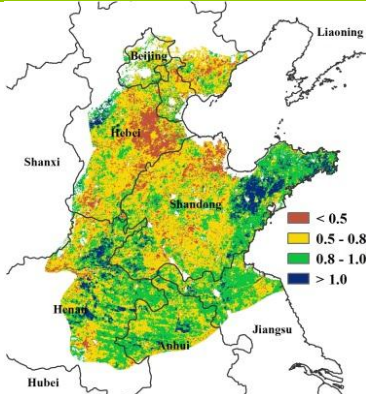 Liaoning
Beijing
Hebei
Shanxi
Shandong
< 0.5
0.5 - 0.8
0.8 - 1.0
> 1.0
Henan
Jiangsu
Anhui
Hubei